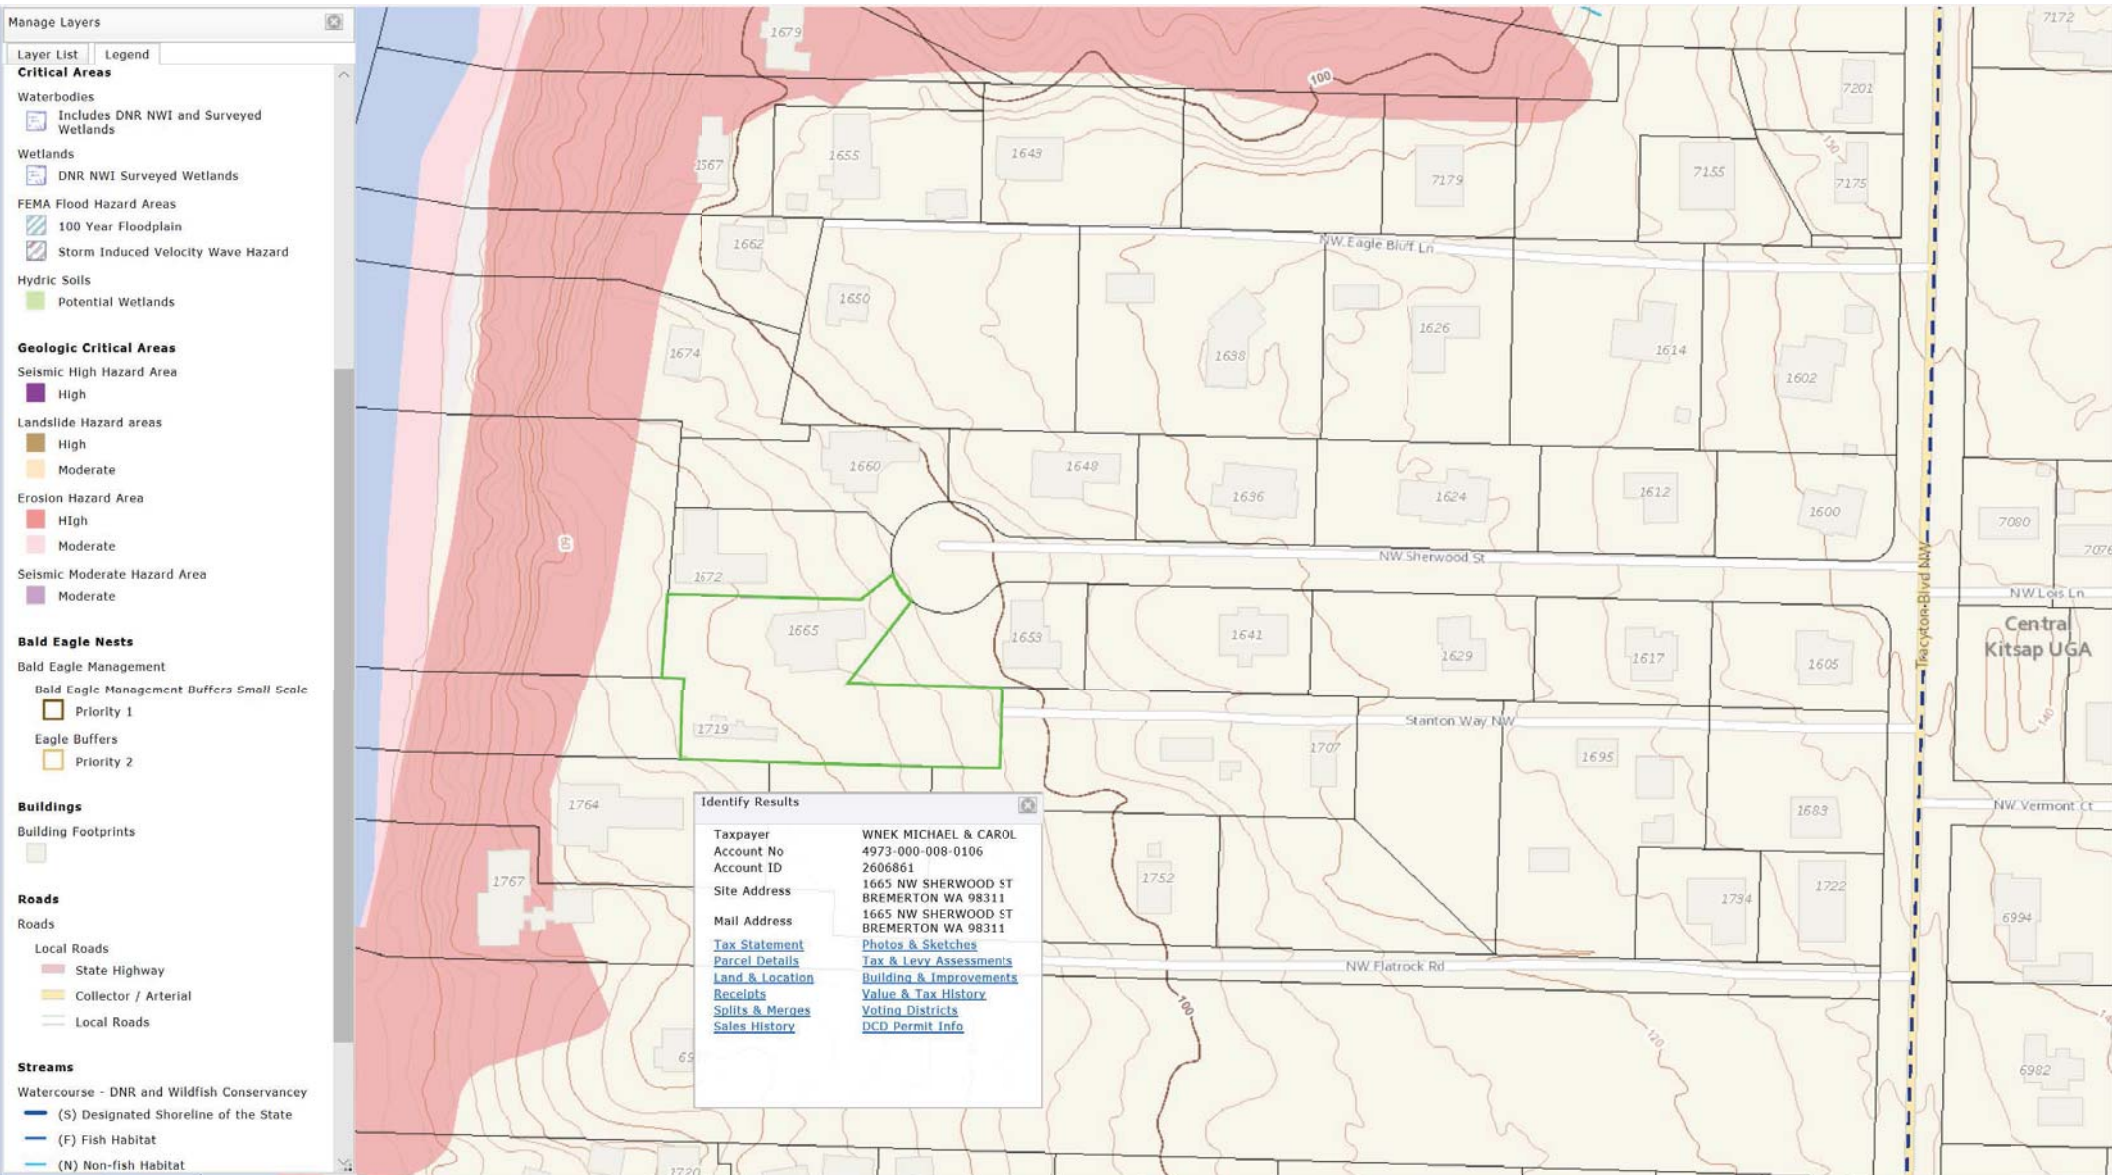 Manage Layers
Layer List
Legend
Critical Areas
Waterbodies
Includes DNR NWI and Surveyed
Wetlands
Wetlands
DNR NWI Surveyed Wetlands
FEMA Flood Hazard Areas
100 Year Floodplain
Storm Induced Velocity Wave Hazard
Hydric Soils
Potential Wetlands
Geologic Critical Areas
Seismic High Hazard Area
High
Landslide Hazard areas
High
Moderate
Erosion Hazard Area
HIgh
Moderate
Seismic Moderate Hazard Area
Moderate
Bald Eagle Nests
Bald Eagle Management
Bald Eagle Management Buffers Small Scale
Priority 1
Eagle Buffers
Priority 2
Buildings
Building Footprints
Roads
Roads
Local Roads
State Highway
Collector / Arterial
Local Roads
Streams
Watercourse - DNR and Wildfish Conservancey
(S) Designated Shoreline of the State
(F) Fish Habitat
(N) Non-fish Habitat
1679
7172
100
7201
150
1567
1655
1643
7179
7155
7175
1662
NW Eagle Bluff Ln
1650
1674
1638
1626
1614
1602
1660
1648
1636
1624
1612
1600
7080
7076
60
1672
NW Sherwood St
Tracyton Blvd NW
NW Lois Ln
Central
Kitsap UGA
1665
1653
1641
1629
1617
1605
1719
Stanton Way NW
1707
1695
140
1764
1683
NW Vermont Ct
1767
1752
1734
1722
6994
NW Flatrock Rd
100
120
69
6982
1720
Identify Results
Taxpayer WNEK MICHAEL & CAROL
Account No 4973-000-008-0106
Account ID 2606861
Site Address 1665 NW SHERWOOD ST
BREMERTON WA 98311
Mail Address 1665 NW SHERWOOD ST
BREMERTON WA 98311
Tax Statement Photos & Sketches
Parcel Details Tax & Levy Assessments
Land & Location Building & Improvements
Receipts Value & Tax History
Splits & Merges Voting Districts
Sales History DCD Permit Info